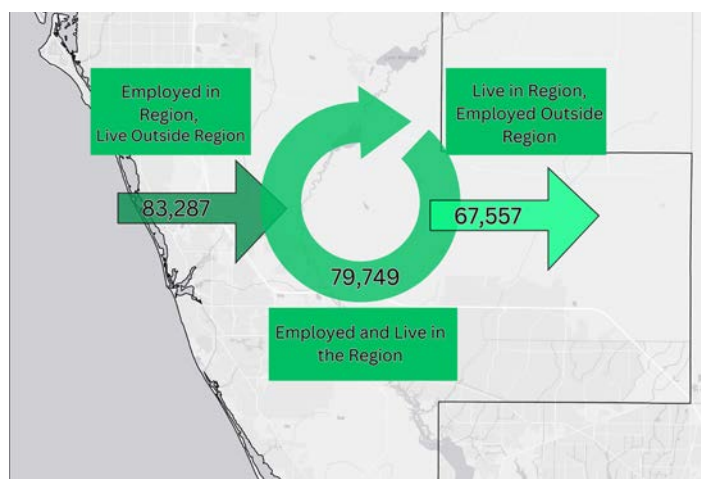 Employed in
Region,
Live Outside Region
Live in Region,
Employed Outside
Region
83,287
67,557
79,749
Employed and Live in
the Region